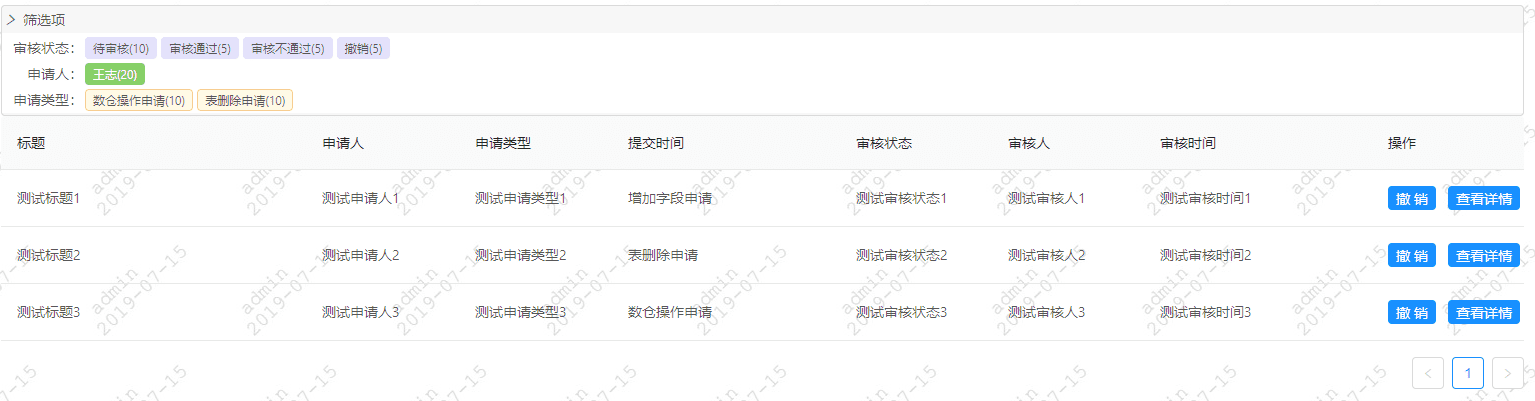 筛选项
审核状态： 待审核(10) 审核通过(5) 审核不通过(5) 撤销(5)
申请人： 王志(20)
申请类型： 数仓操作申请(10) 表删除申请(10)
标题 申请人 申请类型 提交时间 审核状态 审核人 审核时间 操作
测试标题1 测试申请人1 测试申请类型1 增加字段申请 测试审核状态1 测试审核人1 测试审核时间1 撤 销 查看详情
测试标题2 测试申请人2 测试申请类型2 表删除申请 测试审核状态2 测试审核人2 测试审核时间2 撤 销 查看详情
测试标题3 测试申请人3 测试申请类型3 数仓操作申请 测试审核状态3 测试审核人3 测试审核时间3 撤 销 查看详情
< 1 >
admin
2019-07-15